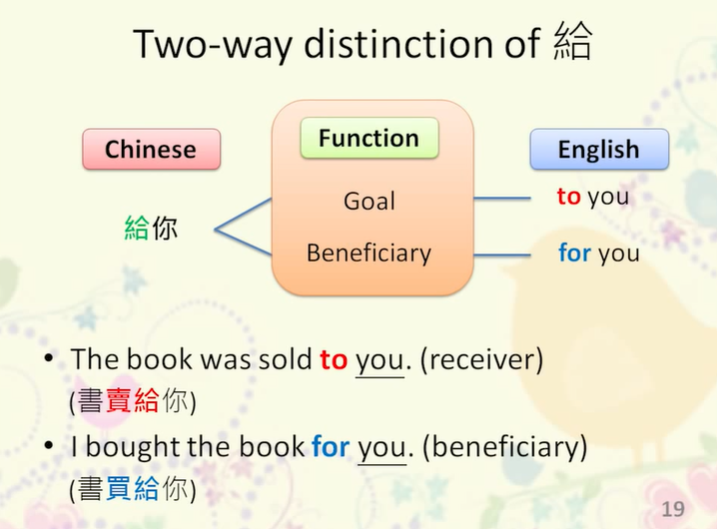 Two-way distinction of 給
Chinese
Function
English
給你
Goal
to you
Beneficiary
for you
• The book was sold to you. (receiver)
(書賣給你)
• I bought the book for you. (beneficiary)
(書買給你)
19